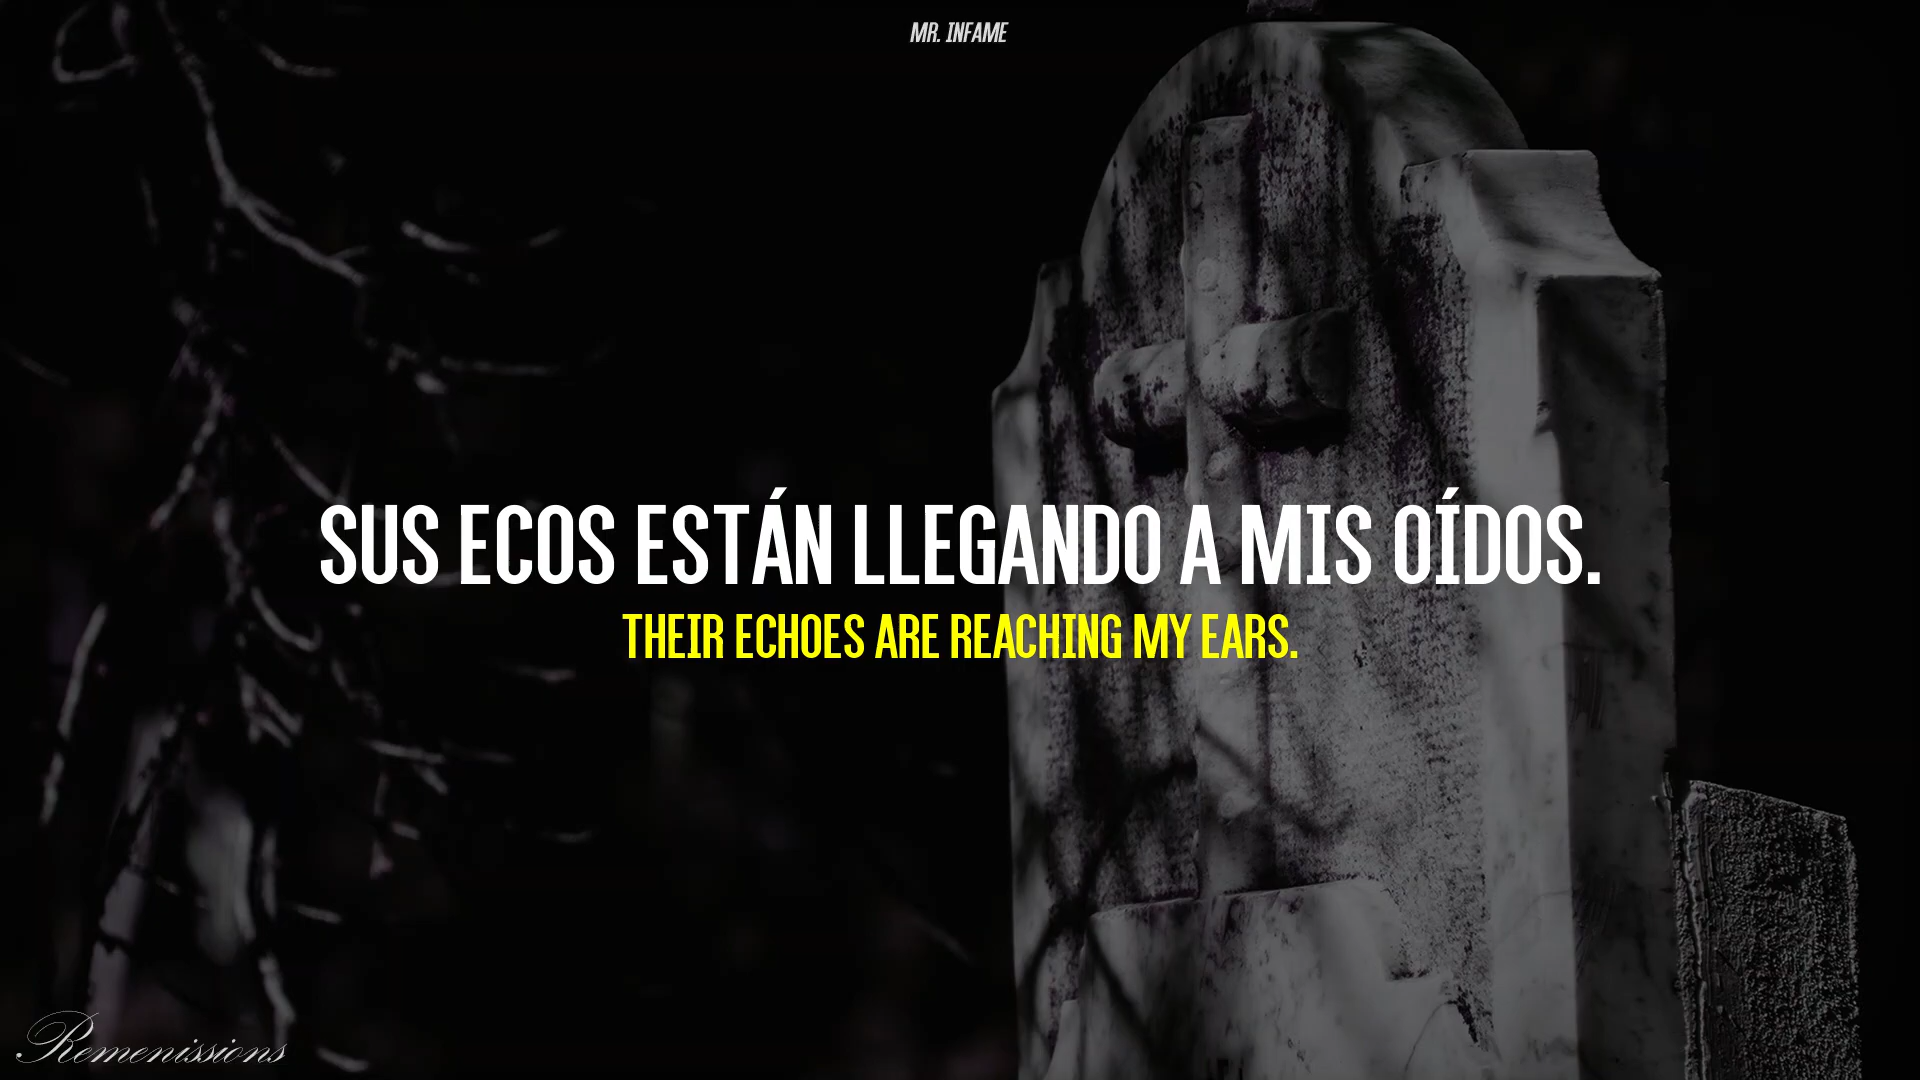 MR. INFAME
SUS ECOS ESTÁN LLEGANDO A MIS OÍDOS.
THEIR ECHOES ARE REACHING MY EARS.
Remenissions